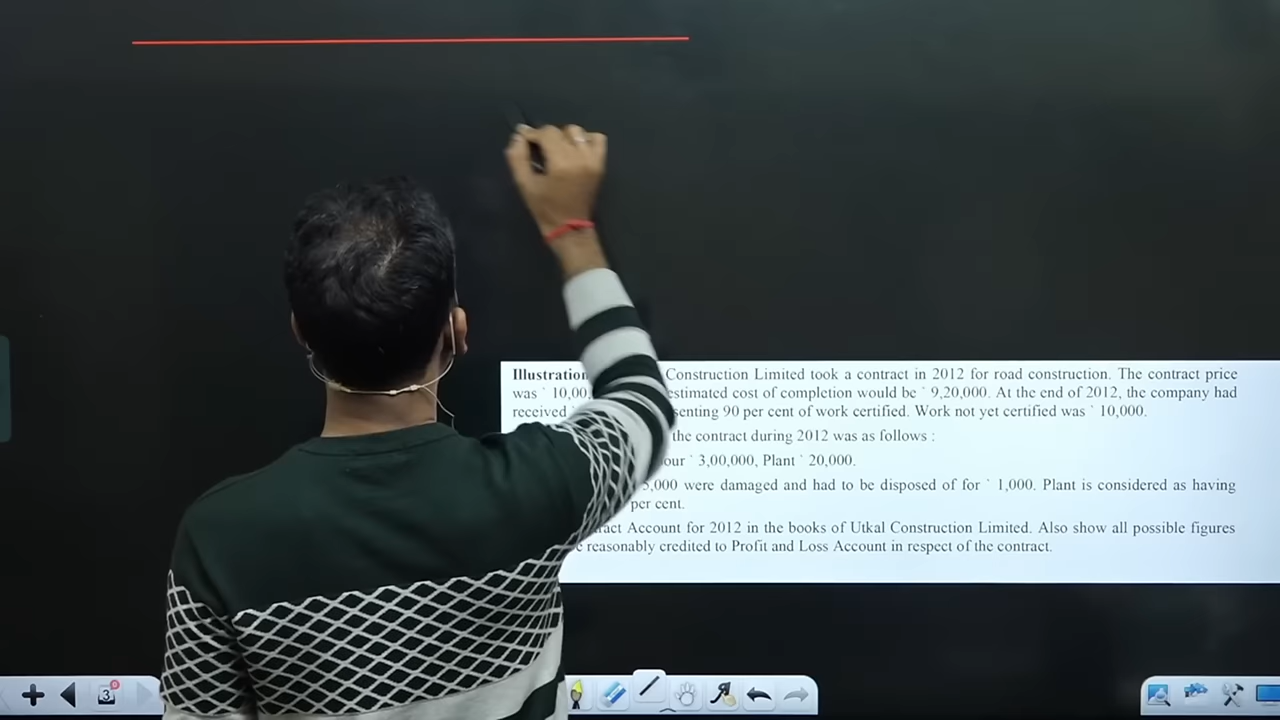 Illustration Construction Limited took a contract in 2012 for road construction. The contract price
was ` 10,00, estimated cost of completion would be ` 9,20,000. At the end of 2012, the company had
received senting 90 per cent of work certified. Work not yet certified was ` 10,000.
the contract during 2012 was as follows :
our ` 3,00,000, Plant ` 20,000.
5,000 were damaged and had to be disposed of for ` 1,000. Plant is considered as having
per cent.
ract Account for 2012 in the books of Utkal Construction Limited. Also show all possible figures
reasonably credited to Profit and Loss Account in respect of the contract.
3